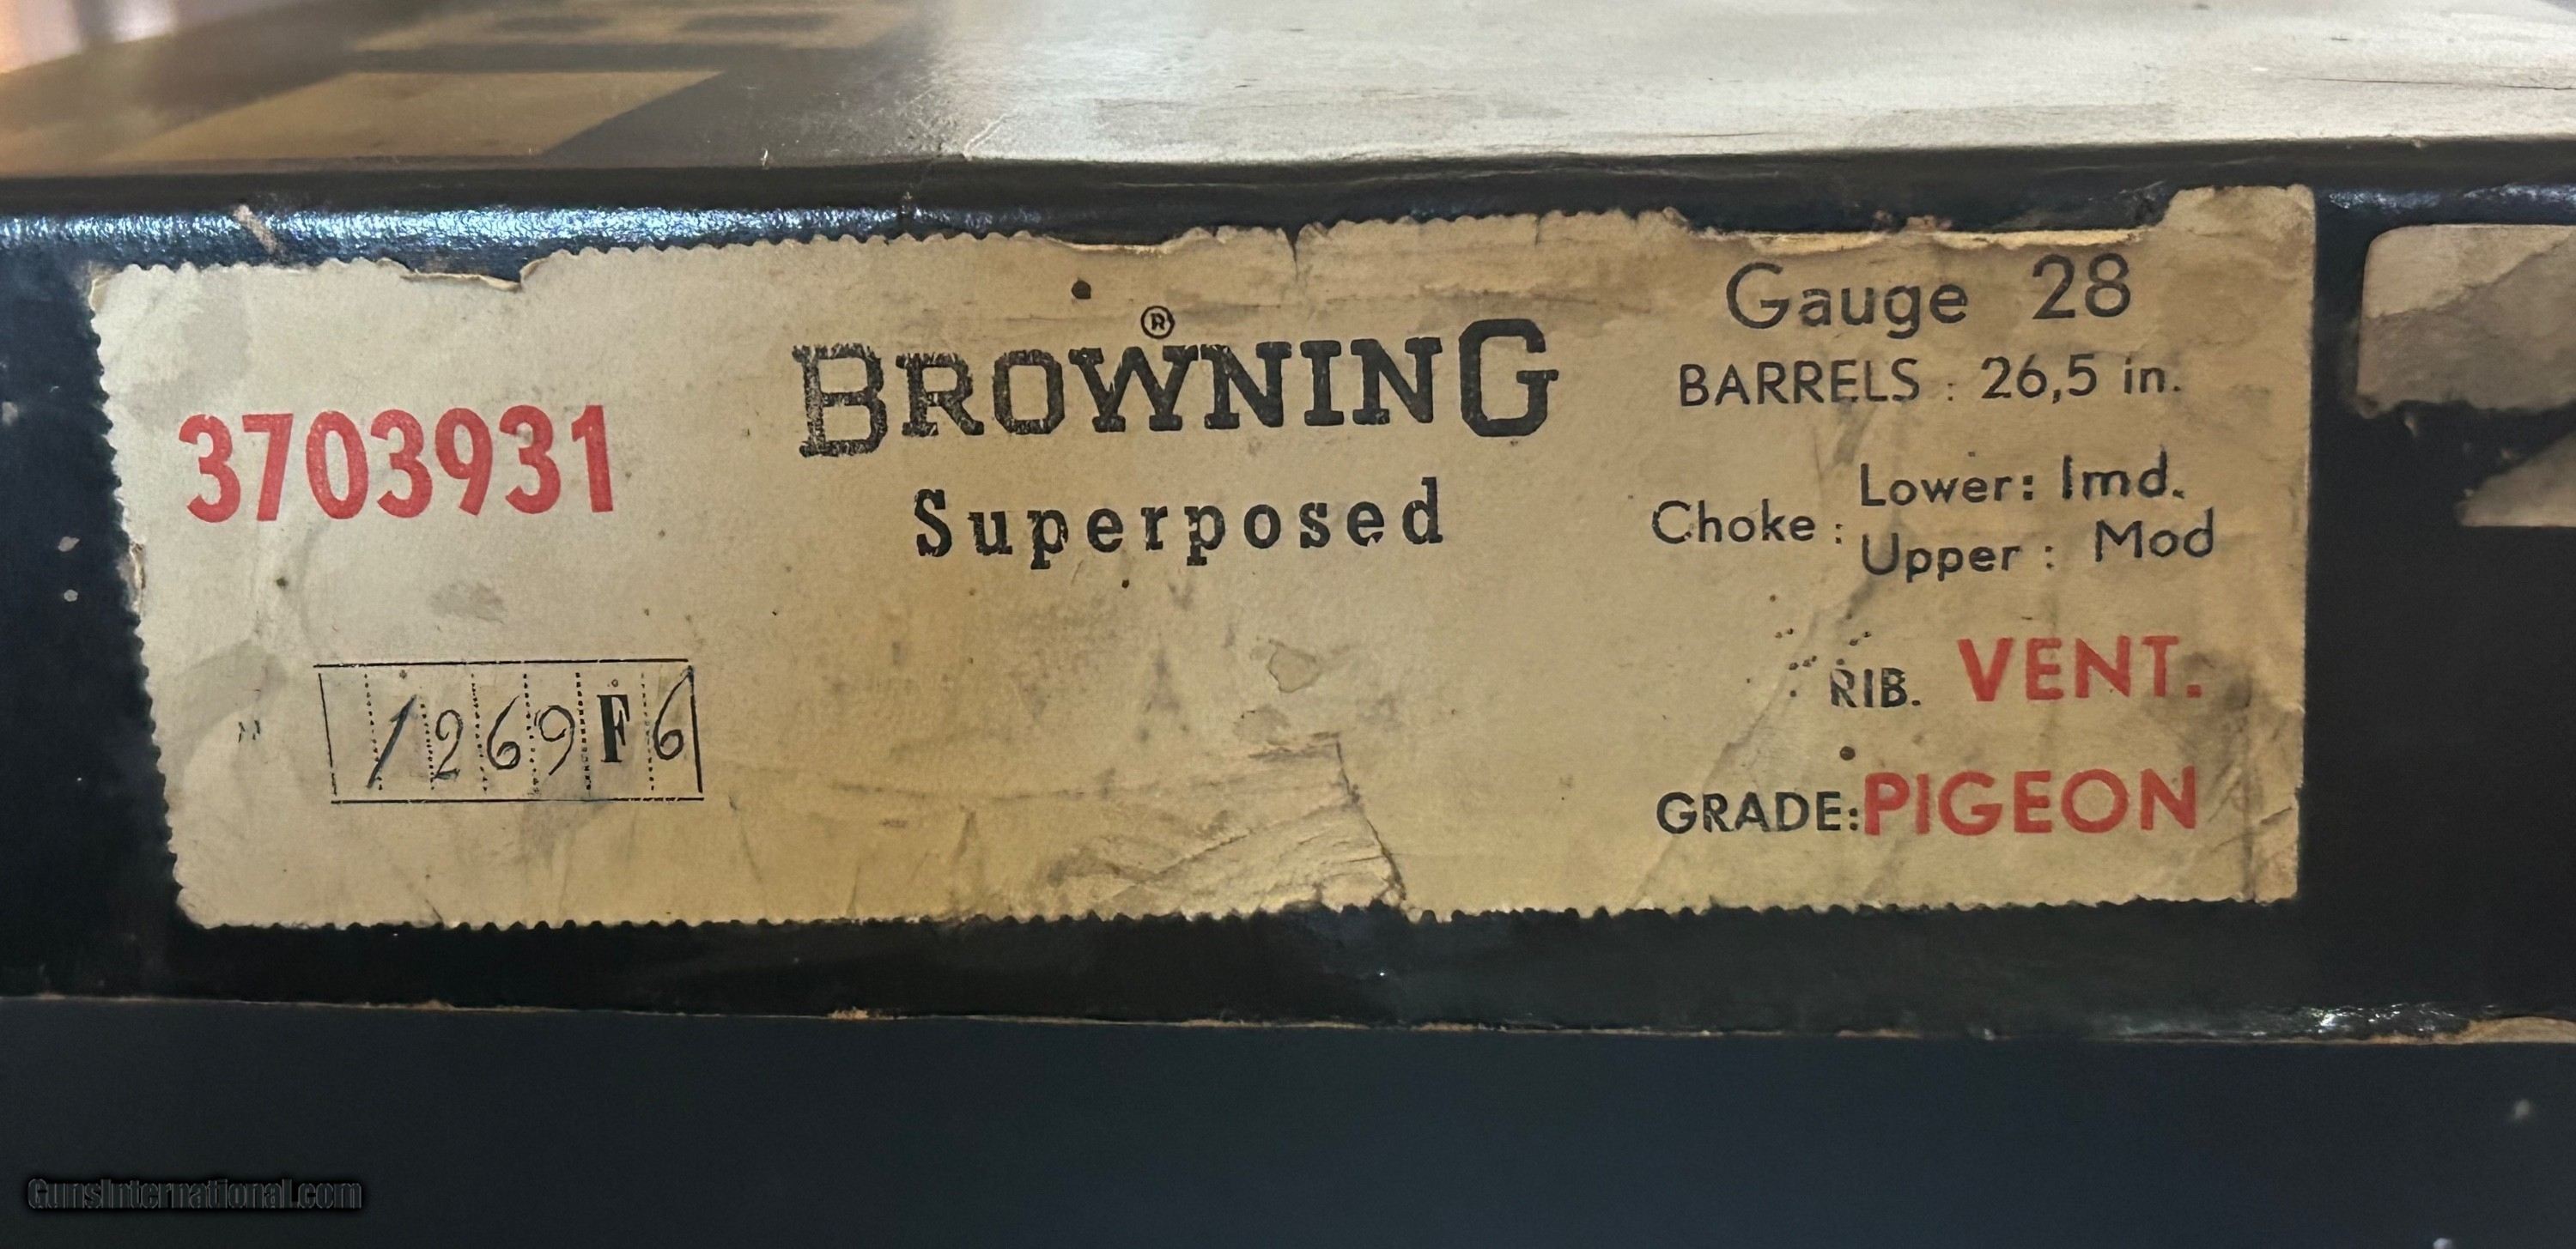 3703931
1269F6
BROWNING ®
Superposed
Gauge 28
BARRELS : 26,5 in.
Choke : Lower: Imd.
Upper : Mod
RIB. VENT.
GRADE: PIGEON
GunsInternational.com